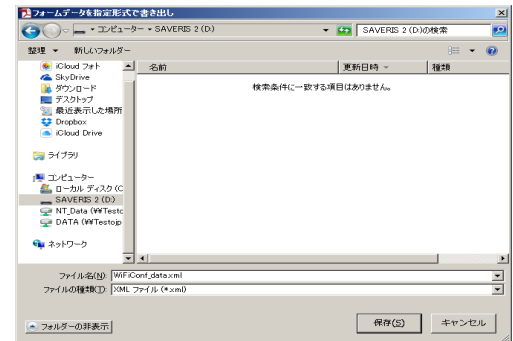 フォームデータを指定形式で書き出し
コンピューター ▸ SAVERIS 2 (D:)
SAVERIS 2 (D:)の検索
整理 ▼ 新しいフォルダー
iCloud フォト
SkyDrive
ダウンロード
デスクトップ
最近表示した場所
Dropbox
iCloud Drive
ライブラリ
コンピューター
ローカル ディスク (C
SAVERIS 2 (D:)
NT_Data (¥¥Testc
DATA (¥¥Testojp
ネットワーク
名前 更新日時 種類
検索条件に一致する項目はありません。
ファイル名(N): WiFiConf_data.xml
ファイルの種類(T): XML ファイル (*.xml)
フォルダーの非表示
保存(S) キャンセル